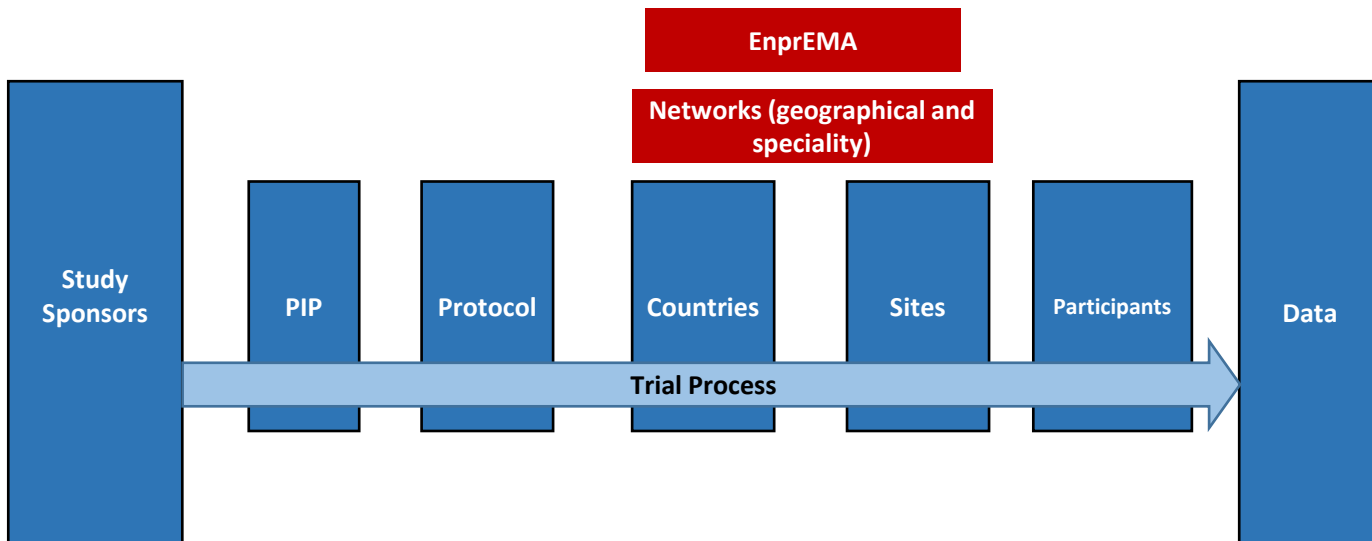 EnprEMA
Networks (geographical and
speciality)
Study
Sponsors
PIP
Protocol
Countries
Sites
Participants
Data
Trial Process